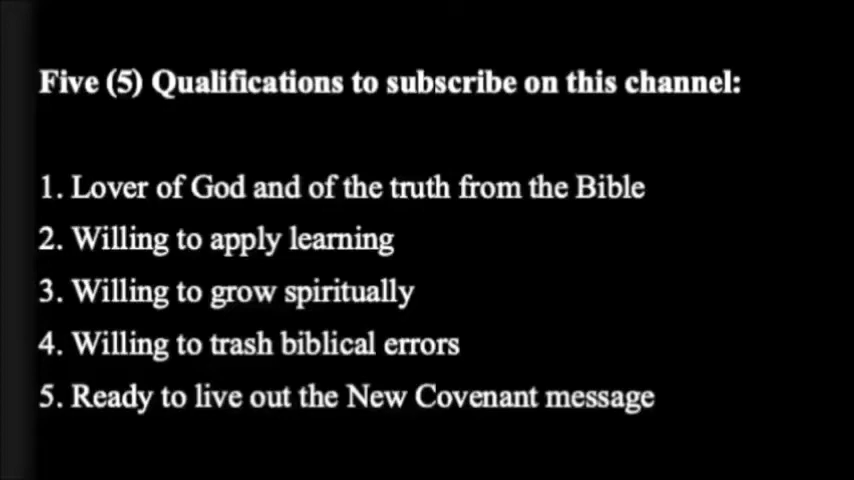 Five (5) Qualifications to subscribe on this channel:
1. Lover of God and of the truth from the Bible
2. Willing to apply learning
3. Willing to grow spiritually
4. Willing to trash biblical errors
5. Ready to live out the New Covenant message